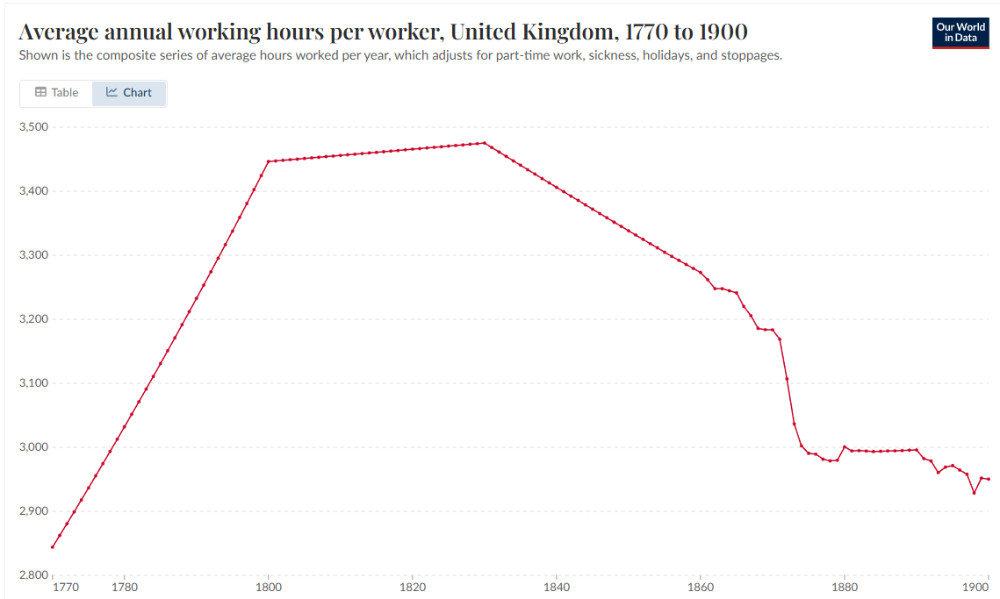 Average annual working hours per worker, United Kingdom, 1770 to 1900
Our World
in Data
Shown is the composite series of average hours worked per year, which adjusts for part-time work, sickness, holidays, and stoppages.
Table
Chart
3,500
3,400
3,300
3,200
3,100
3,000
2,900
2,800
1770 1780 1800 1820 1840 1860 1880 1900